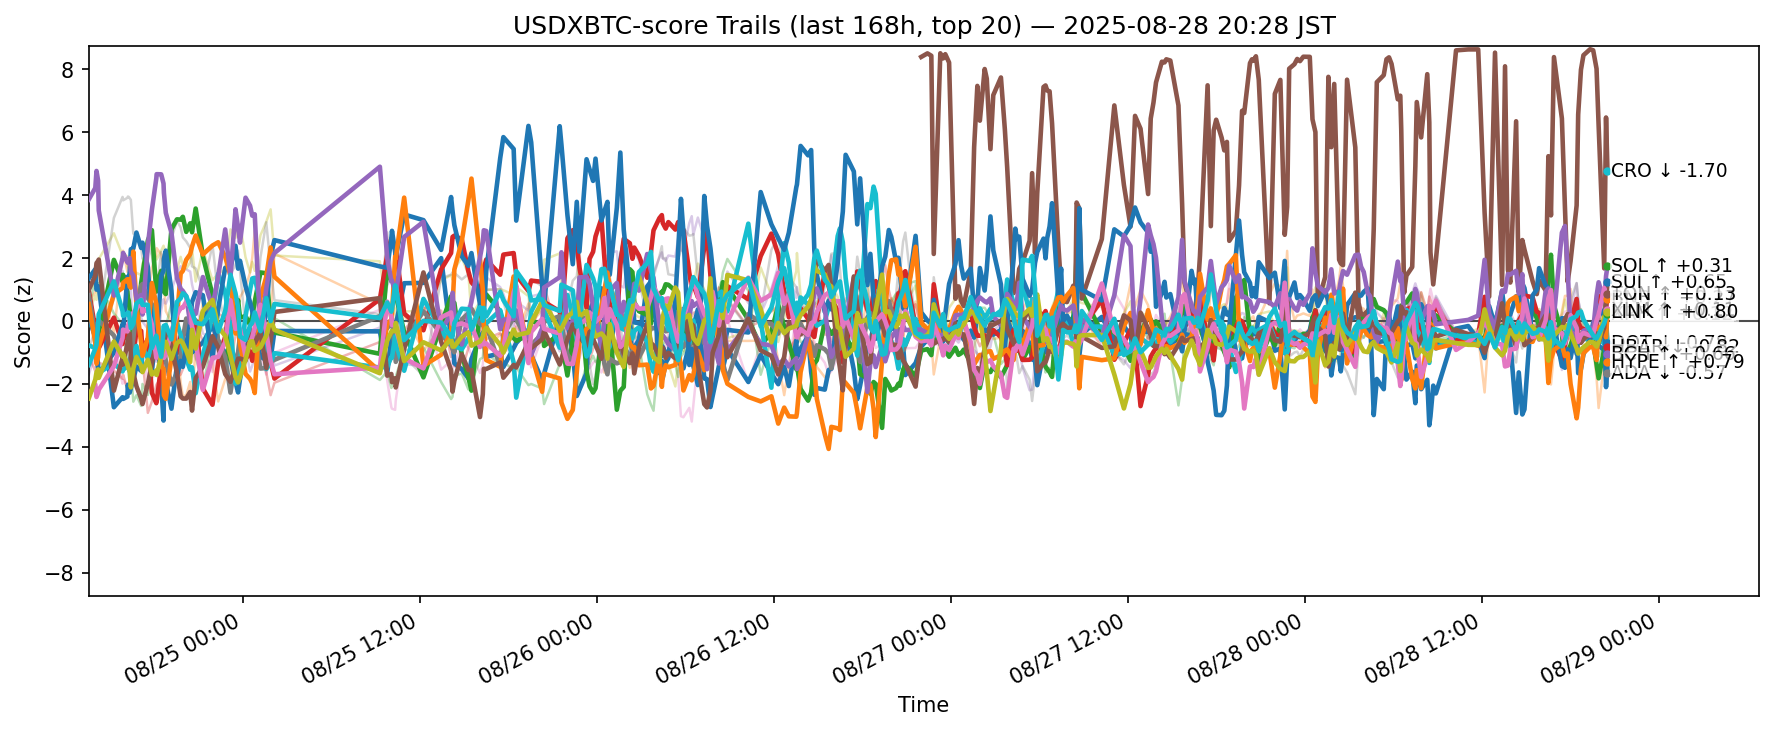 USDXBTC-score Trails (last 168h, top 20) — 2025-08-28 20:28 JST
Score (z)
8
6
4
2
0
−2
−4
−6
−8
CRO ↓ -1.70
SOL ↑ +0.31
SUI ↑ +0.65
TON ↑ +0.13
LINK ↑ +0.80
HYPE ↑ +0.79
ADA ↓ -0.57
08/25 00:00
08/25 12:00
08/26 00:00
08/26 12:00
08/27 00:00
08/27 12:00
08/28 00:00
08/28 12:00
08/29 00:00
Time